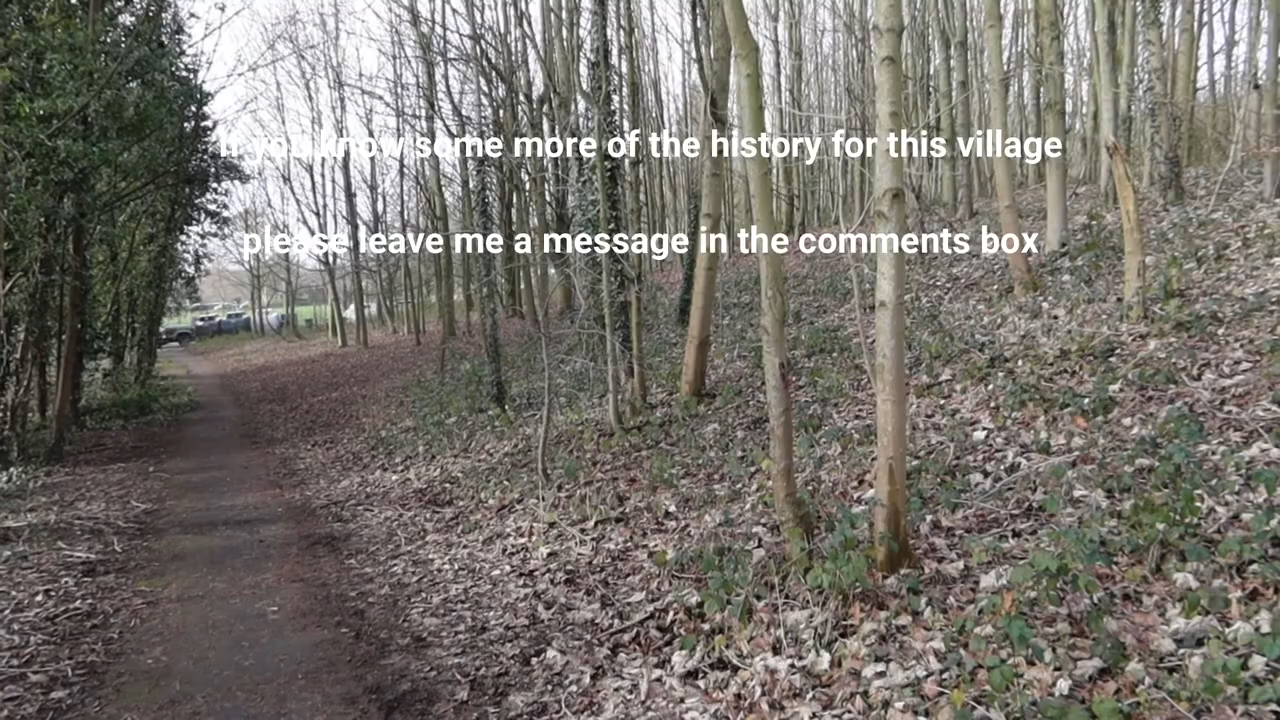 If you know some more of the history for this village
please leave me a message in the comments box